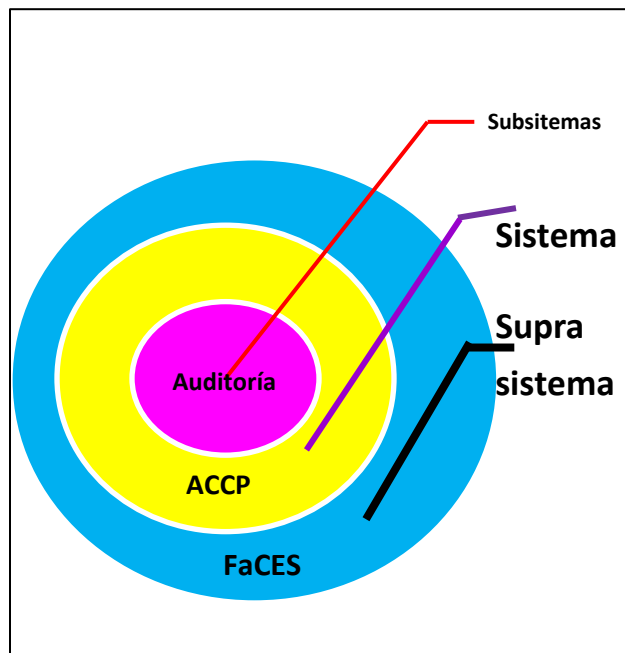 Subsitemas
Sistema
Supra
sistema
Auditoría
ACCP
FaCES